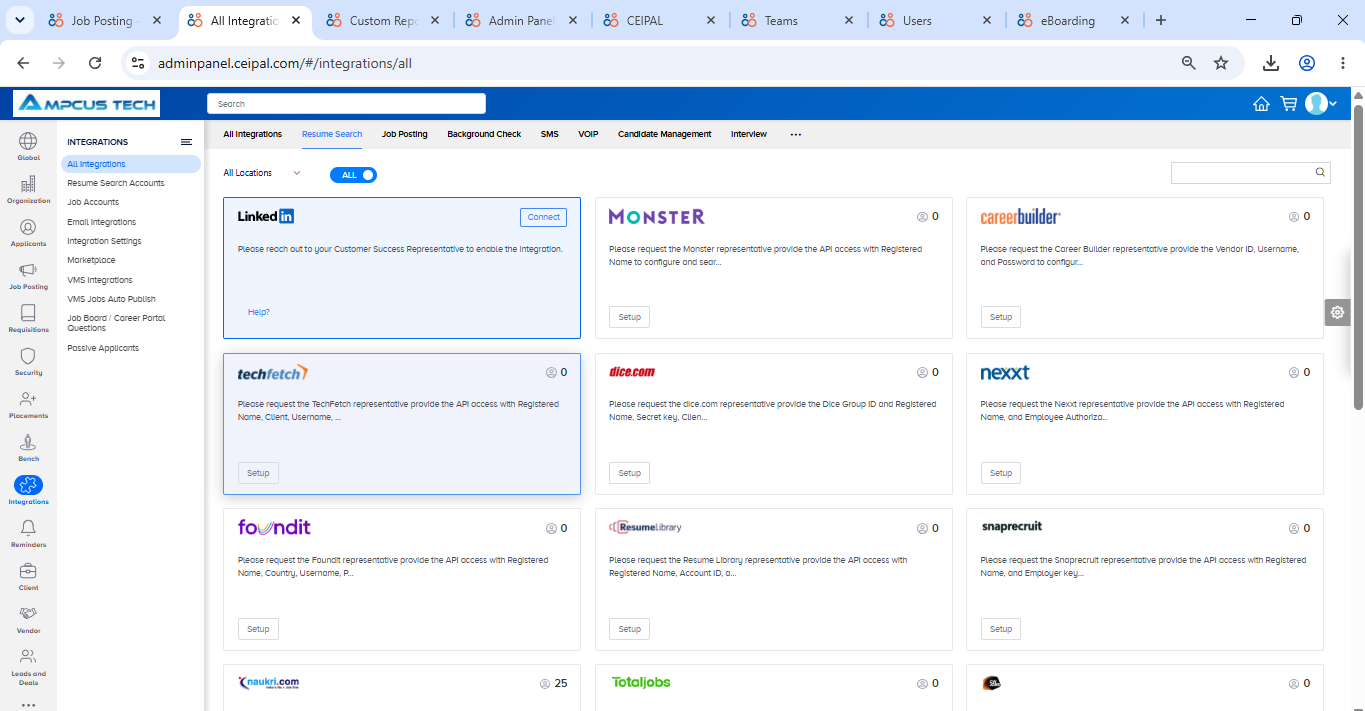 Job Posting -
All Integratio
Custom Repo
Admin Panel
CEIPAL
Teams
Users
eBoarding
adminpanel.ceipal.com/#/integrations/all
AMPCUS TECH
Search
Global
Organization
Applicants
Job Posting
Requisitions
Security
Placements
Bench
Integrations
Reminders
Client
Vendor
Leads and
Deals
INTEGRATIONS
All Integrations
Resume Search Accounts
Job Accounts
Email Integrations
Integration Settings
Marketplace
VMS Integrations
VMS Jobs Auto Publish
Job Board / Career Portal
Questions
Passive Applicants
All Integrations
Resume Search
Job Posting
Background Check
SMS
VOIP
Candidate Management
Interview
All Locations
ALL
Linked in
Connect
Please reach out to your Customer Success Representative to enable the Integration.
Help?
MONSTER
0
Please request the Monster representative provide the API access with Registered
Name to configure and sear...
Setup
careerbuilder
0
Please request the Career Builder representative provide the Vendor ID, Username,
and Password to configur...
Setup
techfetch
0
Please request the TechFetch representative provide the API access with Registered
Name, Client, Username, ...
Setup
dice.com
0
Please request the dice.com representative provide the Dice Group ID and Registered
Name, Secret key, Clien...
Setup
nexxt
0
Please request the Nexxt representative provide the API access with Registered
Name, and Employee Authoriza...
Setup
foundit
0
Please request the Foundit representative provide the API access with Registered
Name, Country, Username, P...
Setup
ResumeLibrary
0
Please request the Resume Library representative provide the API access with
Registered Name, Account ID, a...
Setup
snaprecruit
0
Please request the Snaprecruit representative provide the API access with Registered
Name, and Employer key...
Setup
naukri.com
India's No.1 Job Site
25
Totaljobs
0
0